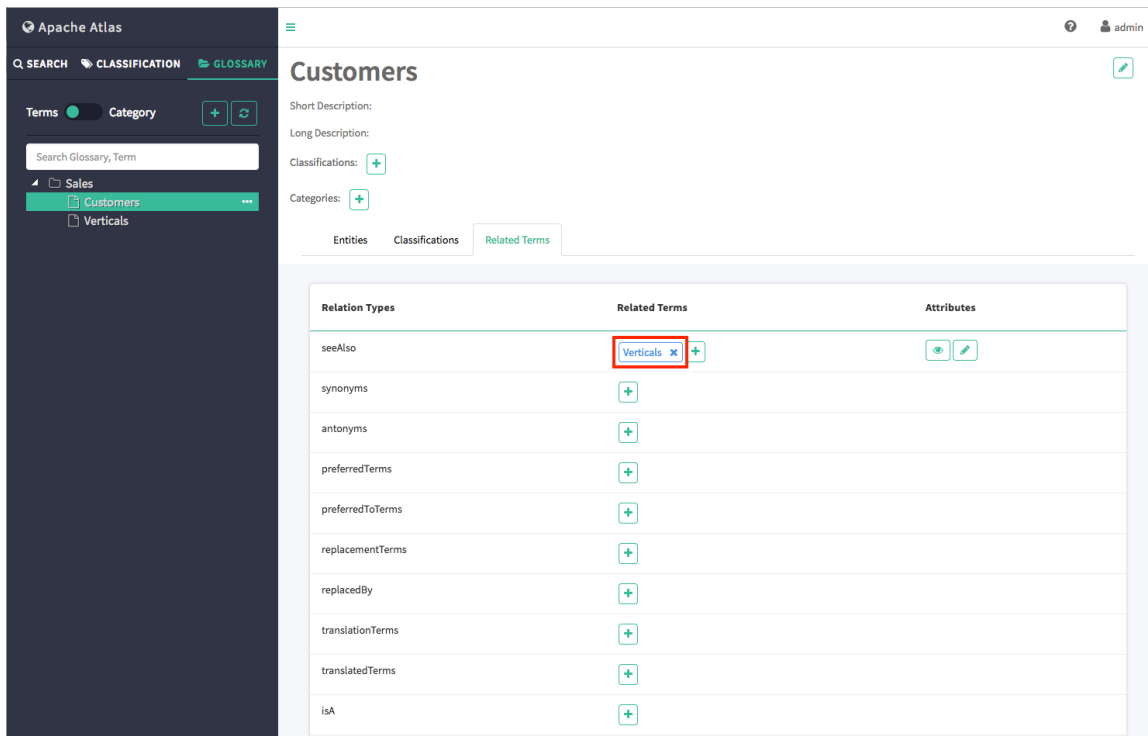 Apache Atlas
admin
SEARCH CLASSIFICATION GLOSSARY
Terms Category
Search Glossary, Term
Sales
Customers
Verticals
Customers
Short Description:
Long Description:
Classifications:
Categories:
Entities Classifications Related Terms
Relation Types Related Terms Attributes
seeAlso Verticals
synonyms
antonyms
preferredTerms
preferredToTerms
replacementTerms
replacedBy
translationTerms
translatedTerms
isA